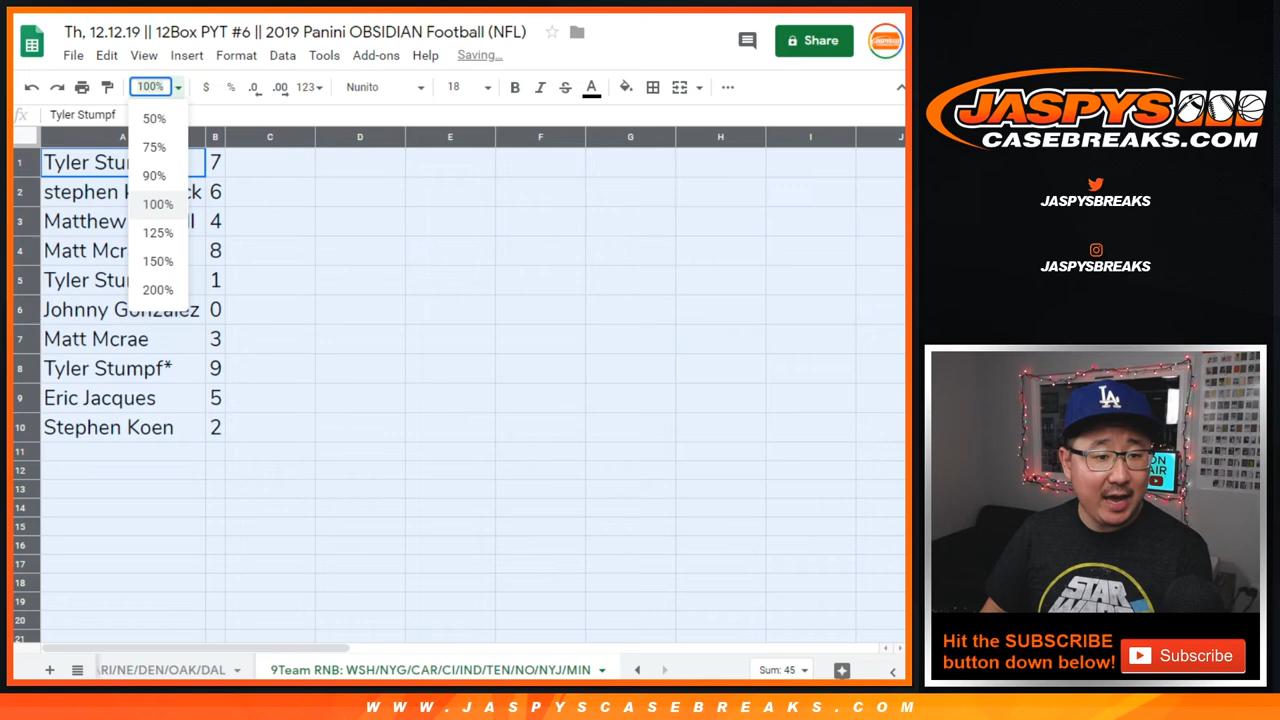 Th, 12.12.19 || 12Box PYT #6 || 2019 Panini OBSIDIAN Football (NFL)
File Edit View Insert Format Data Tools Add-ons Help Saving...
Share
100% $ % .0 .00 123 Nunito 18 B I S A
fx Tyler Stumpf
50%
75%
90%
100%
125%
150%
200%
A B C D E F G H I J
1 Tyler Stu 7
2 stephen k ck 6
3 Matthew ll 4
4 Matt Mcr 8
5 Tyler Stu 1
6 Johnny Gonzalez 0
7 Matt Mcrae 3
8 Tyler Stumpf* 9
9 Eric Jacques 5
10 Stephen Koen 2
11
12
13
14
15
16
17
18
19
20
21
ARI/NE/DEN/OAK/DAL 9Team RNB: WSH/NYG/CAR/CI/IND/TEN/NO/NYJ/MIN Sum: 45
JASPYS
CASEBREAKS.COM
JASPYSBREAKS
JASPYSBREAKS
LA
ON AIR
STAR WARS
Hit the SUBSCRIBE
button down below!
Subscribe
WWW.JASPYSCASEBREAKS.COM